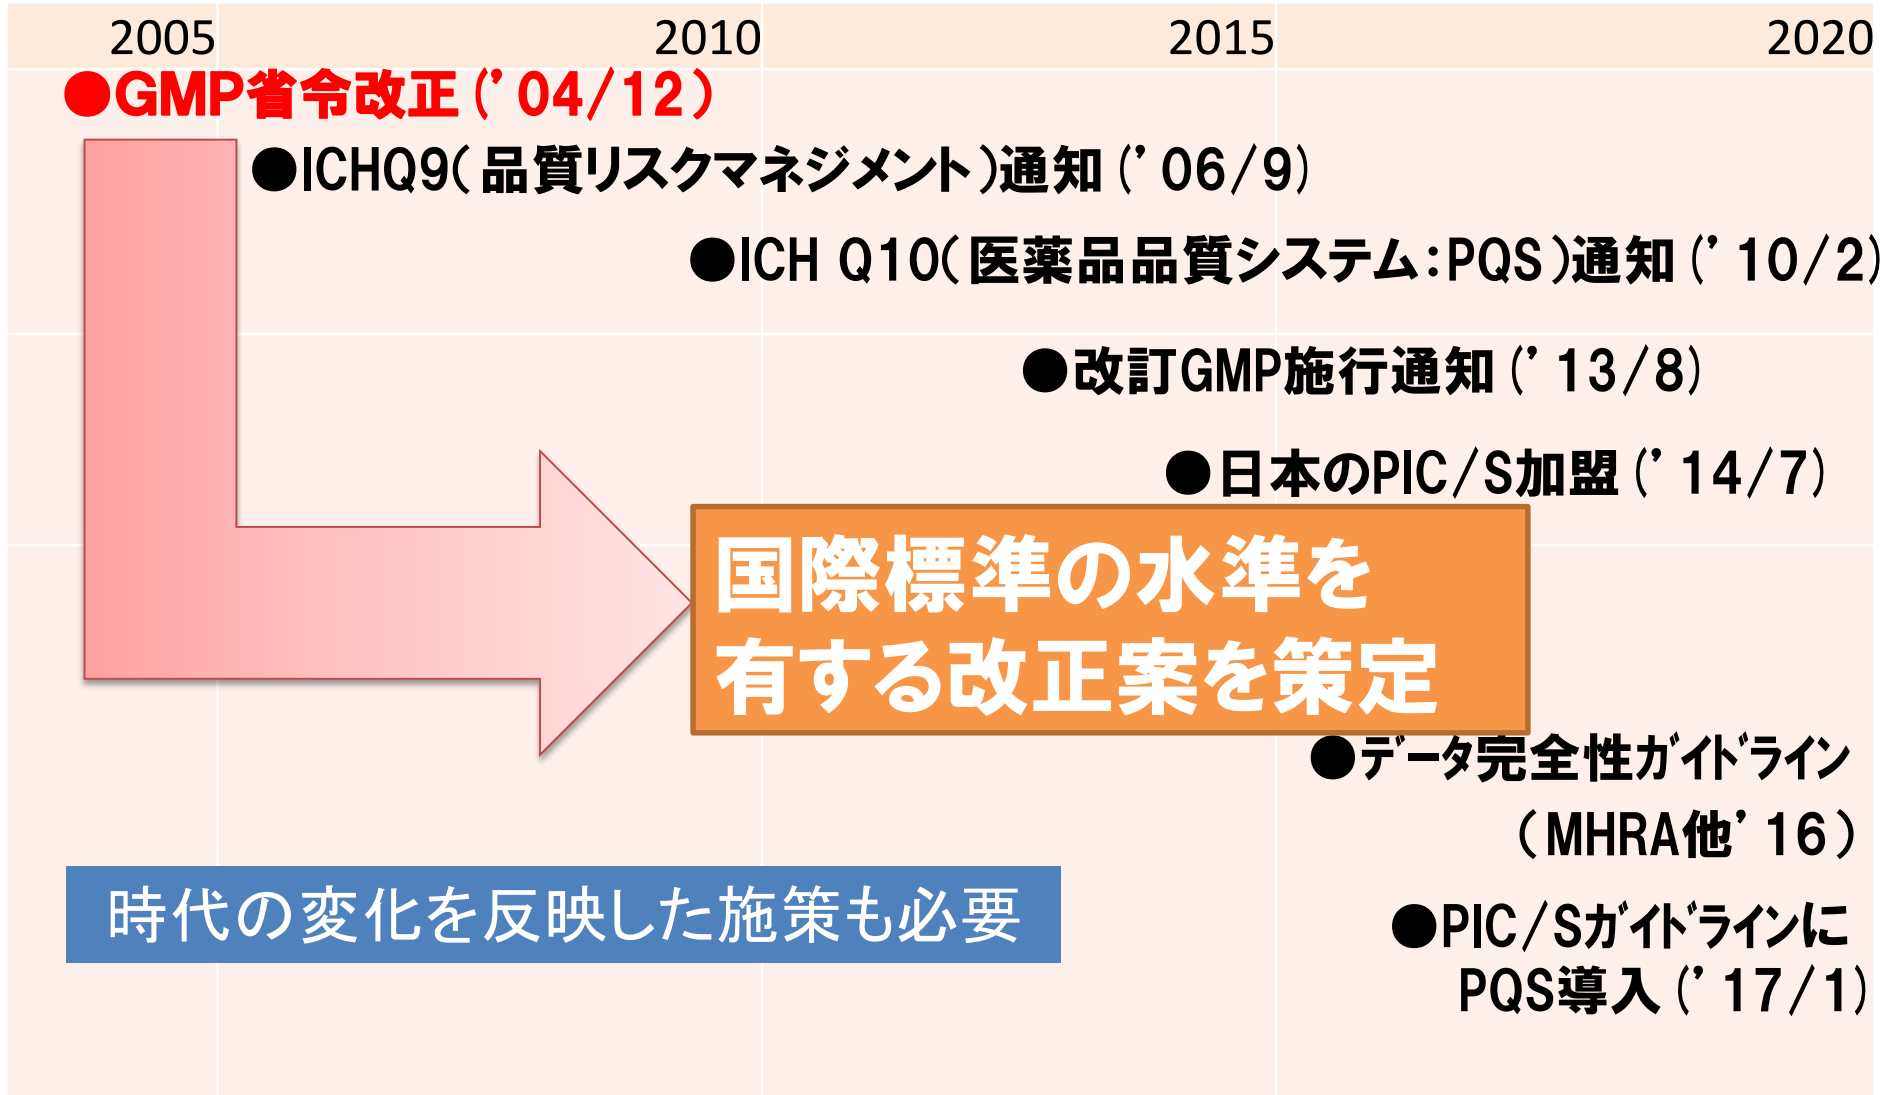 2005 2010 2015 2020
●GMP省令改正(’04/12)
●ICHQ9(品質リスクマネジメント)通知(’06/9)
●ICH Q10(医薬品品質システム:PQS)通知(’10/2)
●改訂GMP施行通知(’13/8)
●日本のPIC/S加盟(’14/7)
国際標準の水準を
有する改正案を策定
●データ完全性ガイドライン
(MHRA他’16)
時代の変化を反映した施策も必要
●PIC/Sガイドラインに
PQS導入(’17/1)